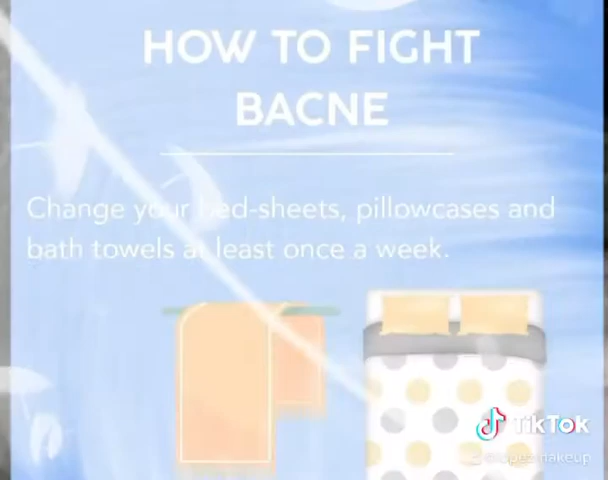 HOW TO FIGHT
BACNE
Change your bed-sheets, pillowcases and
bath towels at least once a week.
TikTok